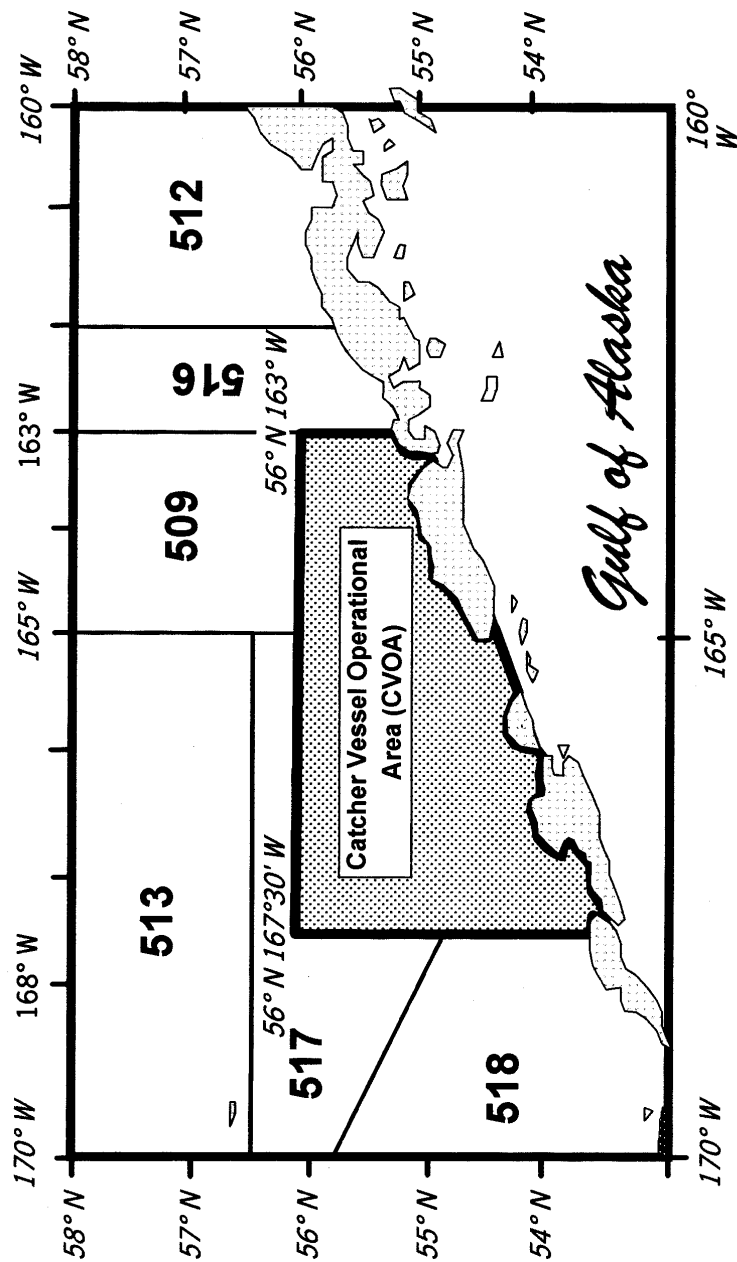 170° W
168° W
165° W
163° W
160° W
58° N
58° N
513
509
516
512
57° N
57° N
56° N 167°30' W
56° N 163° W
56° N
56° N
517
Catcher Vessel Operational
Area (CVOA)
55° N
55° N
518
54° N
54° N
Gulf of Alaska
170° W
165° W
160°
W